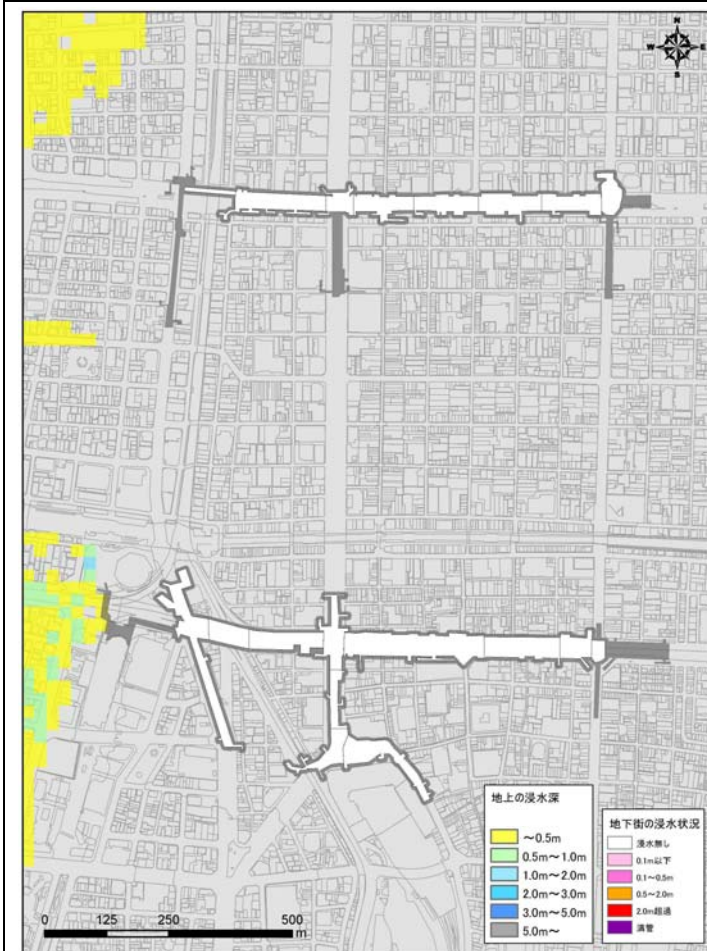 N
W E
S
地上の浸水深
～0.5m
0.5m～1.0m
1.0m～2.0m
2.0m～3.0m
3.0m～5.0m
5.0m～
地下街の浸水状況
浸水無し
0.1m以下
0.1～0.5m
0.5～2.0m
2.0m超過
満管
0 125 250 500
m